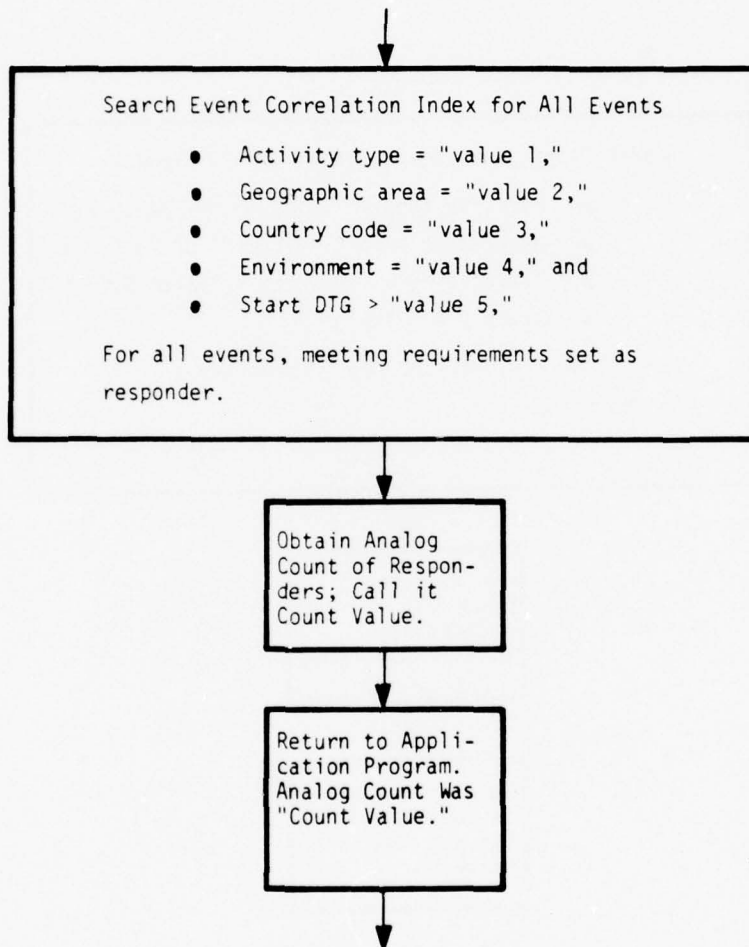 Search Event Correlation Index for All Events
● Activity type = "value 1,"
● Geographic area = "value 2,"
● Country code = "value 3,"
● Environment = "value 4," and
● Start DTG > "value 5,"
For all events, meeting requirements set as
responder.
Obtain Analog
Count of Respon-
ders; Call it
Count Value.
Return to Appli-
cation Program.
Analog Count Was
"Count Value."